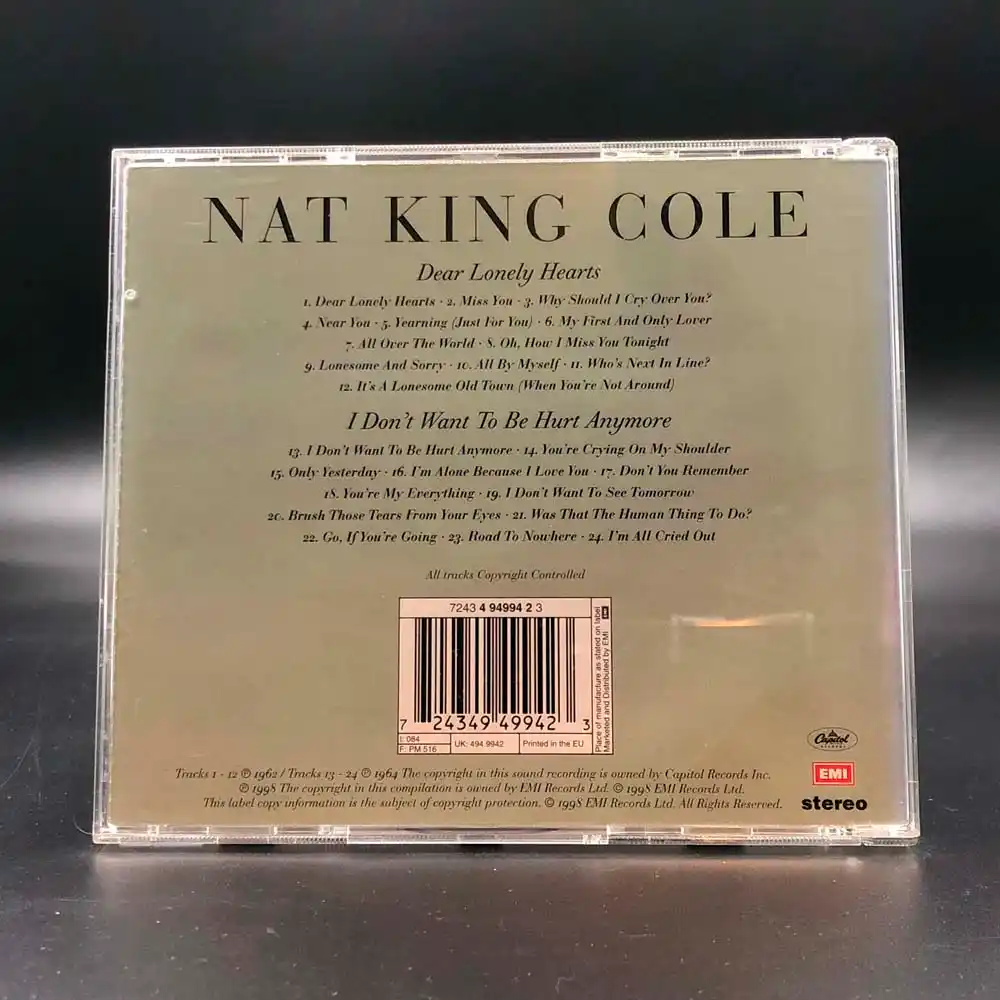 NAT KING COLE
Dear Lonely Hearts
1. Dear Lonely Hearts · 2. Miss You · 3. Why Should I Cry Over You?
4. Near You · 5. Yearning (Just For You) · 6. My First And Only Lover
7. All Over The World · 8. Oh, How I Miss You Tonight
9. Lonesome And Sorry · 10. All By Myself · 11. Who's Next In Line?
12. It's A Lonesome Old Town (When You're Not Around)
I Don't Want To Be Hurt Anymore
13. I Don't Want To Be Hurt Anymore · 14. You're Crying On My Shoulder
15. Only Yesterday · 16. I'm Alone Because I Love You · 17. Don't You Remember
18. You're My Everything · 19. I Don't Want To See Tomorrow
20. Brush Those Tears From Your Eyes · 21. Was That The Human Thing To Do?
22. Go, If You're Going · 23. Road To Nowhere · 24. I'm All Cried Out
All tracks Copyright Controlled
7243 4 94994 2 3
7 24349 49942 3
F: PM 516
UK: 494 9942
Printed in the EU
Place of manufacture as stated on label
Marketed and Distributed by EMI
Capitol
RECORDS
EMI
stereo
Tracks 1 - 12 ℗ 1962 / Tracks 13 - 24 ℗ 1964 The copyright in this sound recording is owned by Capitol Records Inc.
℗ 1998 The copyright in this compilation is owned by EMI Records Ltd. © 1998 EMI Records Ltd.
This label copy information is the subject of copyright protection. © 1998 EMI Records Ltd. All Rights Reserved.